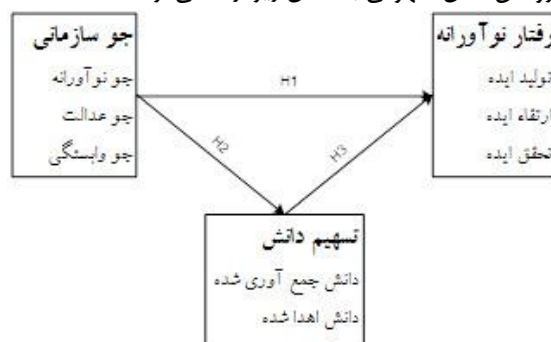 جو سازمانی
جو نوآورانه
جو عدالت
جو وابستگی
رفتار نوآورانه
تولید ایده
ارتقاء ایده
تحقق ایده
H1
H2
H3
تسهیم دانش
دانش جمع آوری شده
دانش اهدا شده